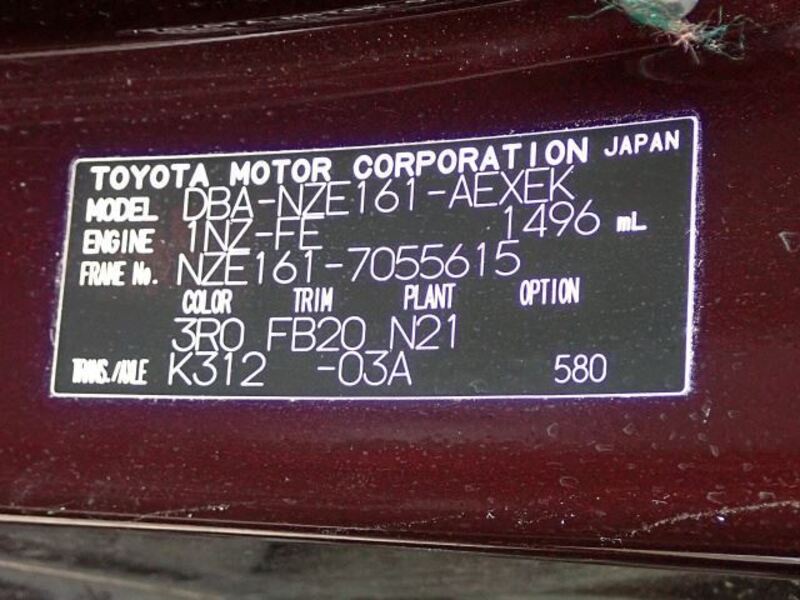 TOYOTA MOTOR CORPORATION JAPAN
MODEL DBA-NZE161-AEXEK
ENGINE 1NZ-FE 1496 mL
FRAME No. NZE161-7055615
COLOR TRIM PLANT OPTION
3R0 FB20 N21
TRANS./AXLE K312 -03A 580